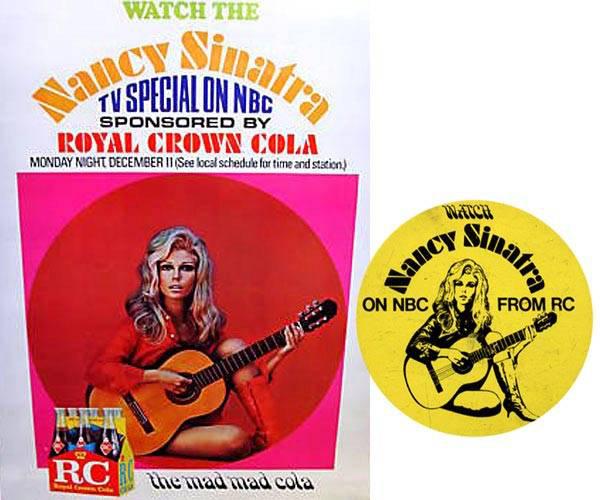 WATCH THE
Nancy Sinatra
TV SPECIAL ON NBC
SPONSORED BY
ROYAL CROWN COLA
MONDAY NIGHT, DECEMBER 11 (See local schedule for time and station.)
RC
Royal Crown Cola
RC
the mad mad cola
WATCH
Nancy Sinatra
ON NBC FROM RC